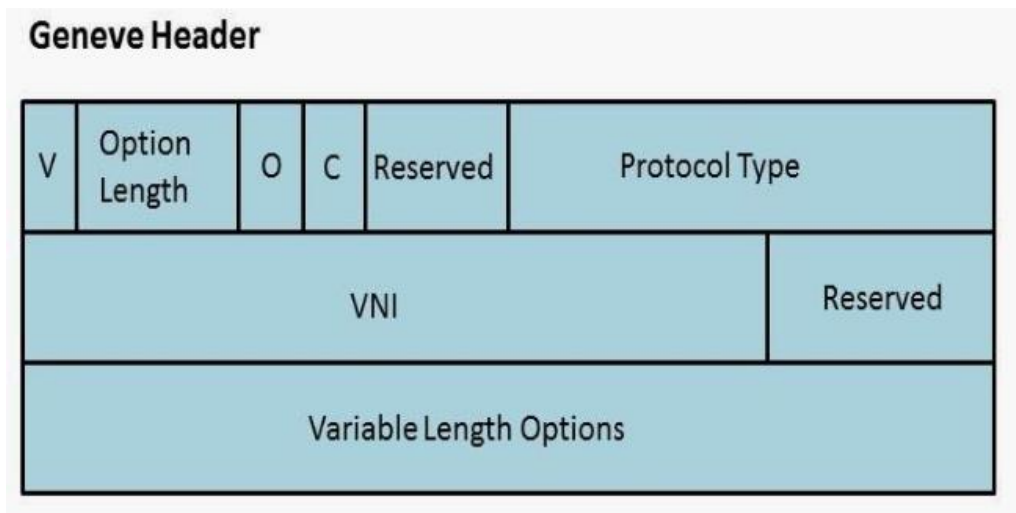 Geneve Header
V
Option
Length
O
C
Reserved
Protocol Type
VNI
Reserved
Variable Length Options